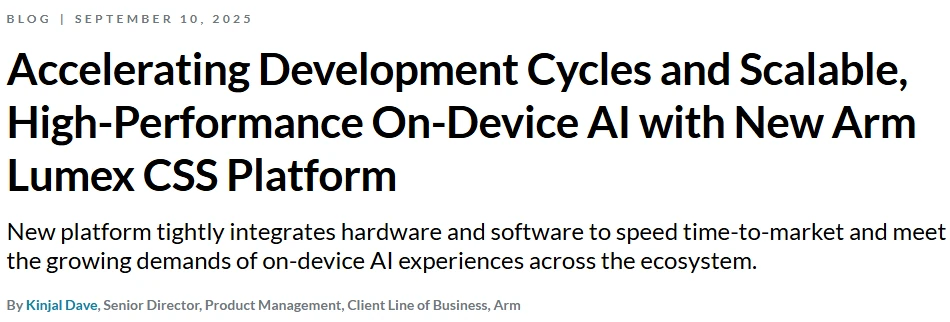 BLOG | SEPTEMBER 10, 2025
Accelerating Development Cycles and Scalable,
High-Performance On-Device AI with New Arm
Lumex CSS Platform
New platform tightly integrates hardware and software to speed time-to-market and meet
the growing demands of on-device AI experiences across the ecosystem.
By Kinjal Dave, Senior Director, Product Management, Client Line of Business, Arm